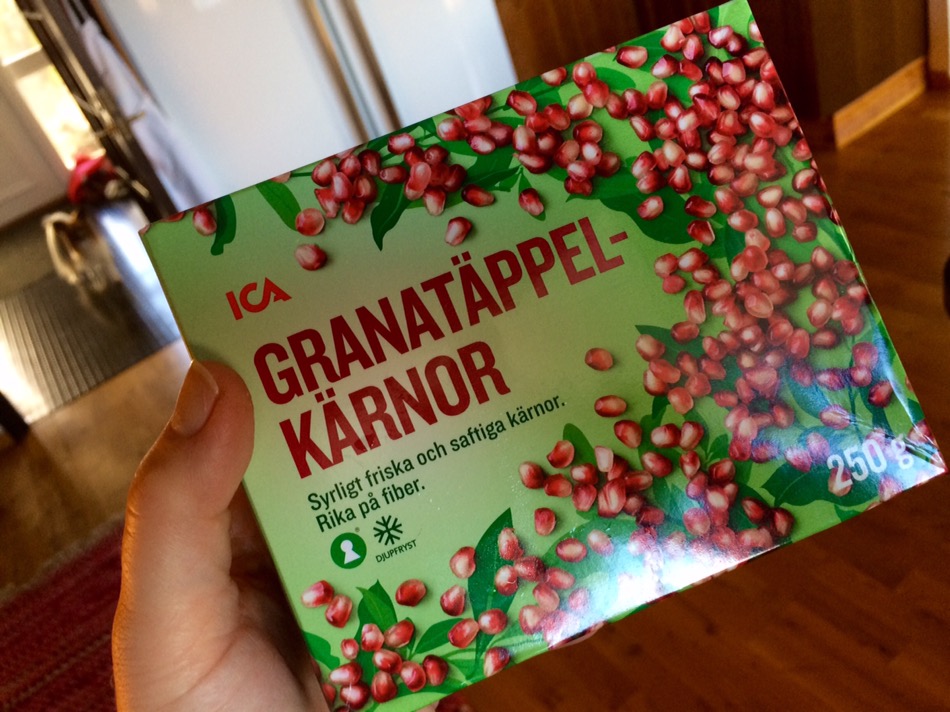 ICA
GRANATÄPPEL-
KÄRNOR
Syrligt friska och saftiga kärnor.
Rika på fiber.
DJUPFRYST
250 g